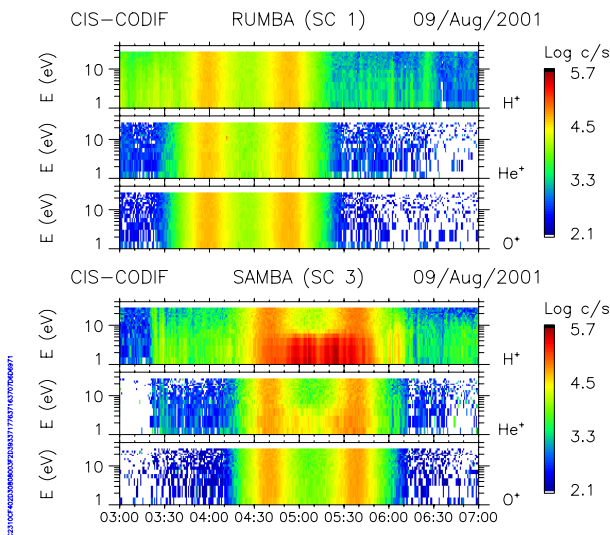 CIS-CODIF RUMBA (SC 1) 09/Aug/2001
Log c/s
E (eV) 10 1 H+ 5.7
E (eV) 10 1 He+ 4.5
E (eV) 10 1 O+ 3.3
2.1
CIS-CODIF SAMBA (SC 3) 09/Aug/2001
Log c/s
E (eV) 10 1 H+ 5.7
E (eV) 10 1 He+ 4.5
E (eV) 10 1 O+ 3.3
2.1
03:00 03:30 04:00 04:30 05:00 05:30 06:00 06:30 07:00